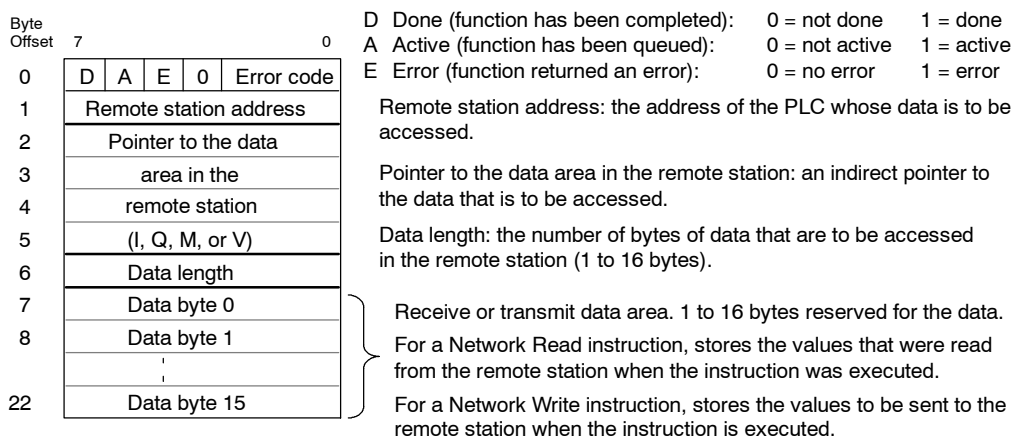 Byte
Offset 7 0
0 D A E 0 Error code
1 Remote station address
2 Pointer to the data
3 area in the
4 remote station
5 (I, Q, M, or V)
6 Data length
7 Data byte 0
8 Data byte 1
22 Data byte 15
D Done (function has been completed): 0 = not done 1 = done
A Active (function has been queued): 0 = not active 1 = active
E Error (function returned an error): 0 = no error 1 = error
Remote station address: the address of the PLC whose data is to be
accessed.
Pointer to the data area in the remote station: an indirect pointer to
the data that is to be accessed.
Data length: the number of bytes of data that are to be accessed
in the remote station (1 to 16 bytes).
Receive or transmit data area. 1 to 16 bytes reserved for the data.
For a Network Read instruction, stores the values that were read
from the remote station when the instruction was executed.
For a Network Write instruction, stores the values to be sent to the
remote station when the instruction is executed.